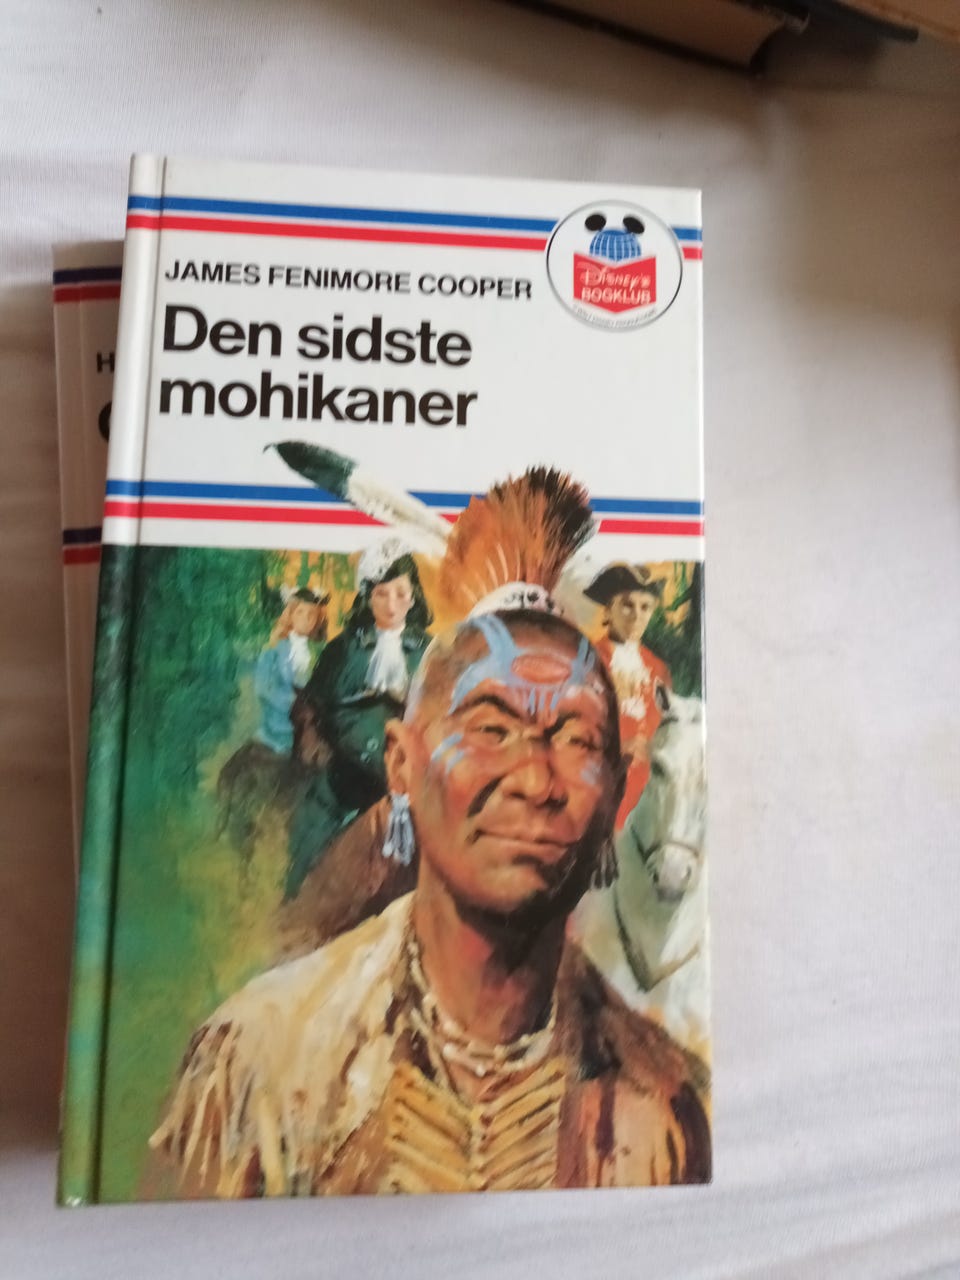 JAMES FENIMORE COOPER
Den sidste
mohikaner
DISNEY'S
BOGKLUB
H